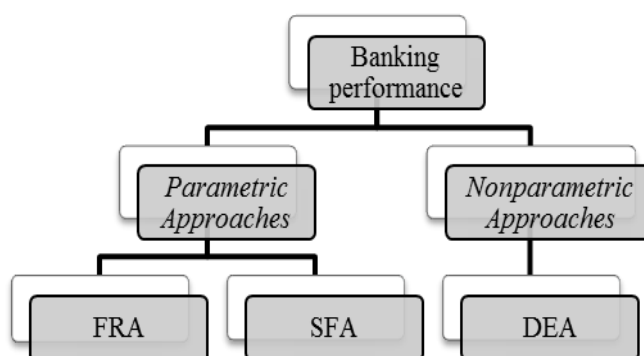 Banking
performance
Parametric
Approaches
Nonparametric
Approaches
FRA
SFA
DEA